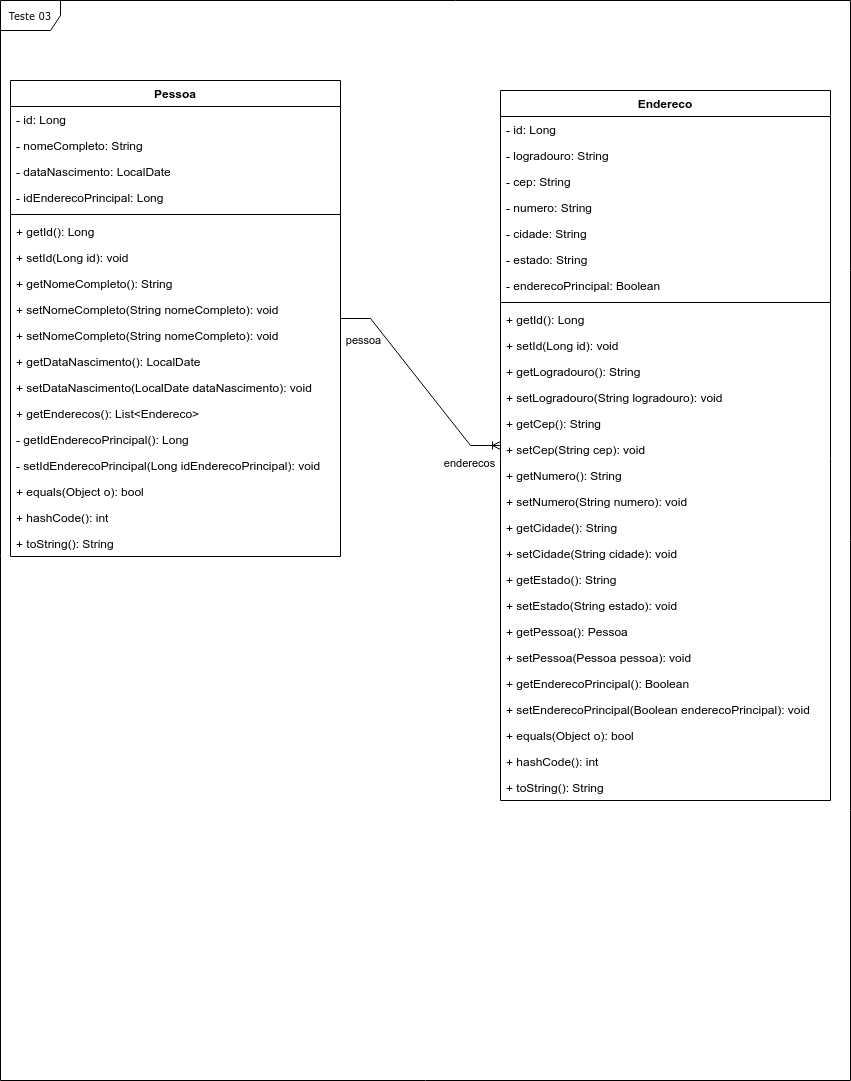 Teste 03
Pessoa
- id: Long
- nomeCompleto: String
- dataNascimento: LocalDate
- idEnderecoPrincipal: Long
+ getId(): Long
+ setId(Long id): void
+ getNomeCompleto(): String
+ setNomeCompleto(String nomeCompleto): void
+ setNomeCompleto(String nomeCompleto): void
+ getDataNascimento(): LocalDate
+ setDataNascimento(LocalDate dataNascimento): void
+ getEnderecos(): List<Endereco>
- getIdEnderecoPrincipal(): Long
- setIdEnderecoPrincipal(Long idEnderecoPrincipal): void
+ equals(Object o): bool
+ hashCode(): int
+ toString(): String
pessoa
enderecos
Endereco
- id: Long
- logradouro: String
- cep: String
- numero: String
- cidade: String
- estado: String
- enderecoPrincipal: Boolean
+ getId(): Long
+ setId(Long id): void
+ getLogradouro(): String
+ setLogradouro(String logradouro): void
+ getCep(): String
+ setCep(String cep): void
+ getNumero(): String
+ setNumero(String numero): void
+ getCidade(): String
+ setCidade(String cidade): void
+ getEstado(): String
+ setEstado(String estado): void
+ getPessoa(): Pessoa
+ setPessoa(Pessoa pessoa): void
+ getEnderecoPrincipal(): Boolean
+ setEnderecoPrincipal(Boolean enderecoPrincipal): void
+ equals(Object o): bool
+ hashCode(): int
+ toString(): String